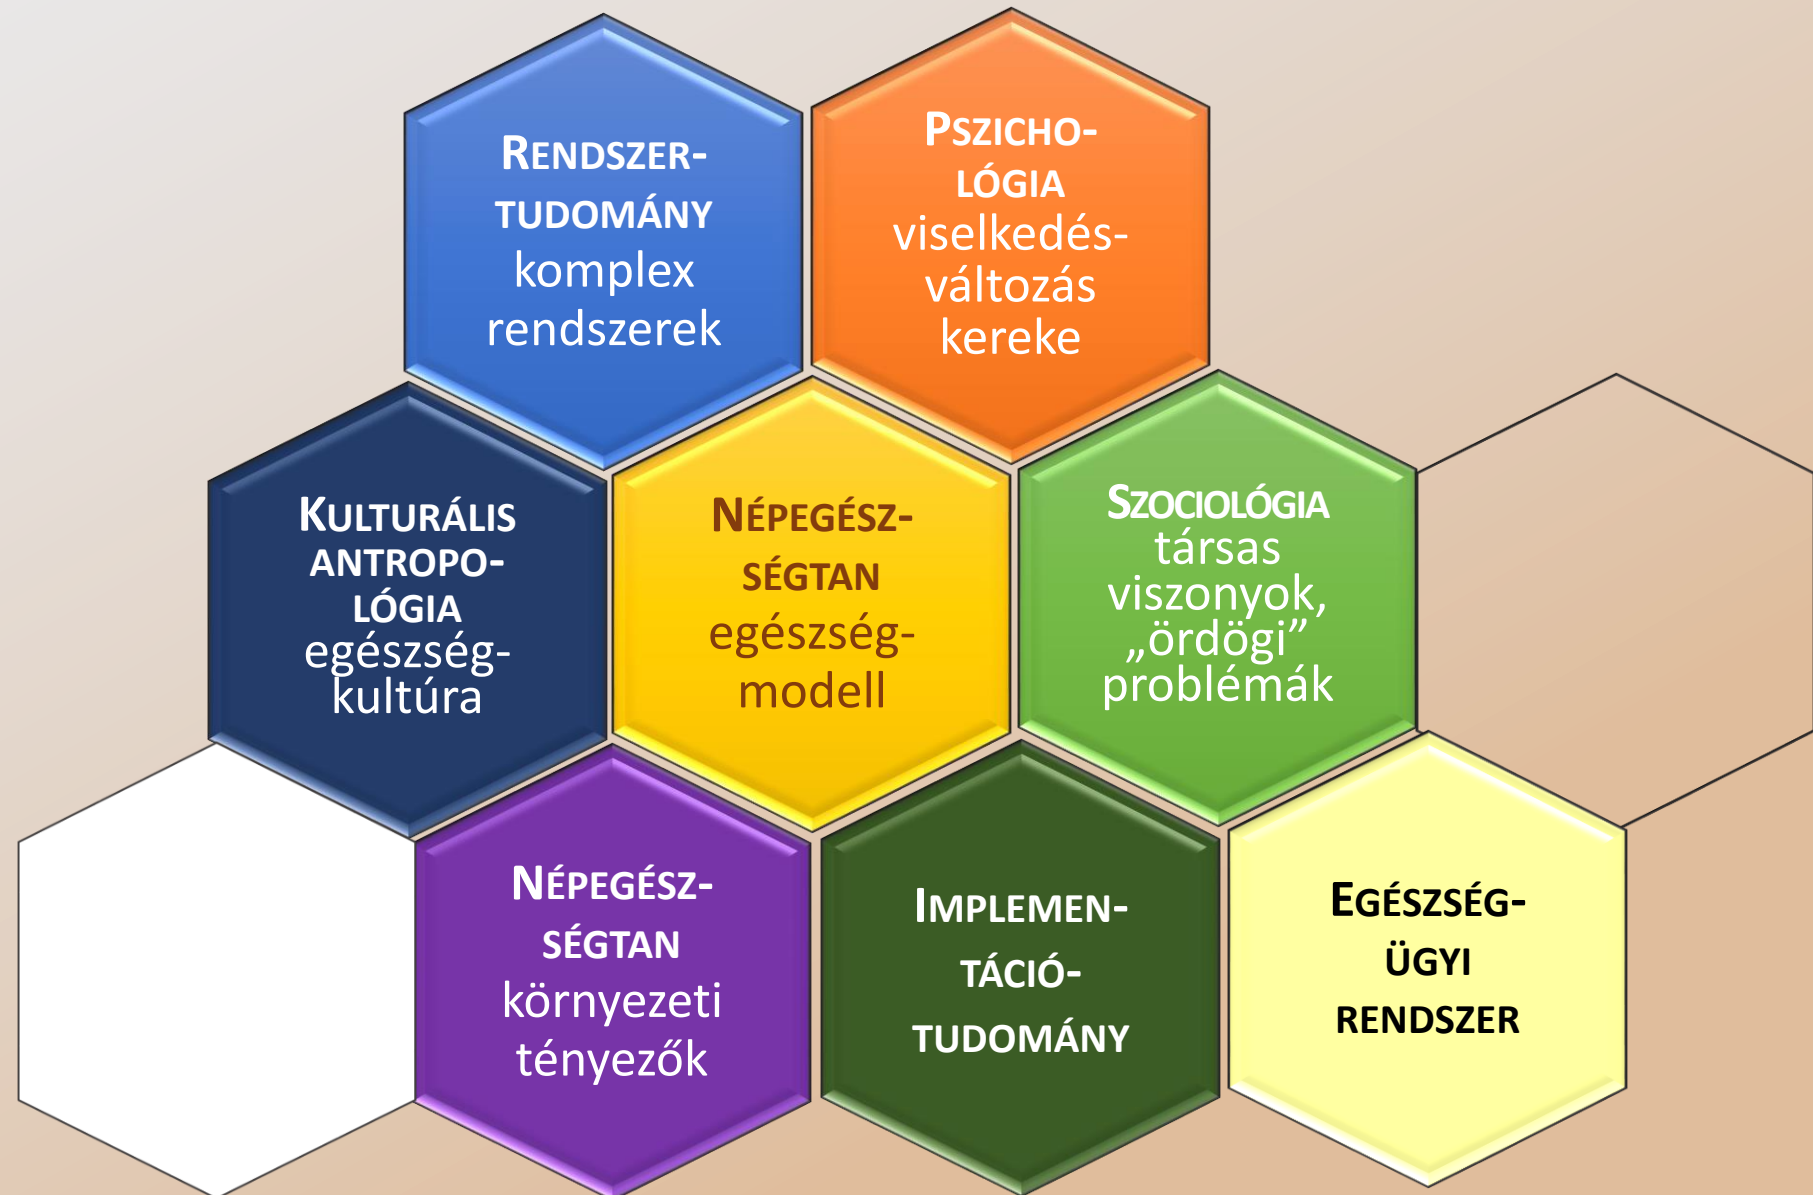 RENDSZER-
TUDOMÁNY
komplex
rendszerek
PSZICHO-
LÓGIA
viselkedés-
változás
kereke
KULTURÁLIS
ANTROPO-
LÓGIA
egészség-
kultúra
NÉPEGÉSZ-
SÉGTAN
egészség-
modell
SZOCIOLÓGIA
társas
viszonyok,
„ördögi”
problémák
NÉPEGÉSZ-
SÉGTAN
környezeti
tényezők
IMPLEMEN-
TÁCIÓ-
TUDOMÁNY
EGÉSZSÉG-
ÜGYI
RENDSZER